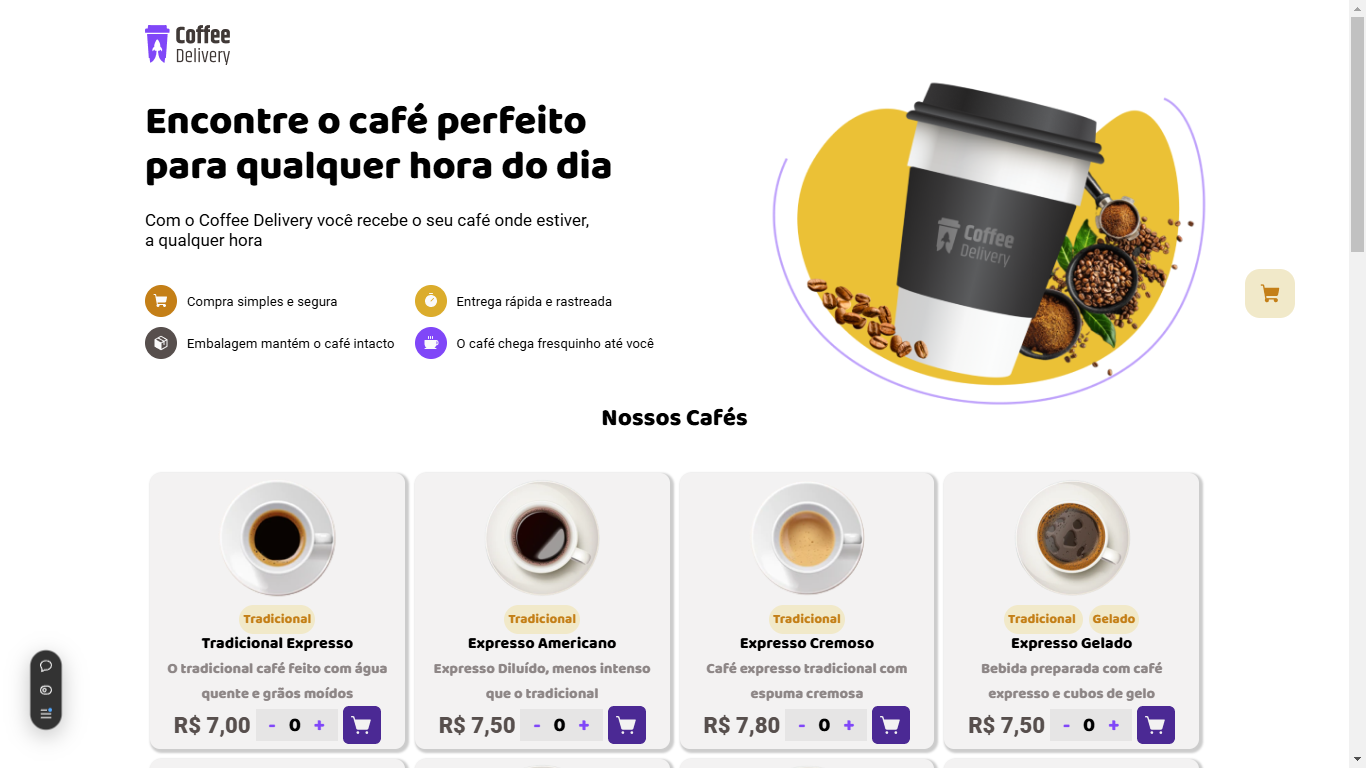 Coffee
Delivery
Encontre o café perfeito
para qualquer hora do dia
Com o Coffee Delivery você recebe o seu café onde estiver,
a qualquer hora
Compra simples e segura
Entrega rápida e rastreada
Embalagem mantém o café intacto
O café chega fresquinho até você
Coffee
Delivery
Nossos Cafés
Tradicional
Tradicional Expresso
O tradicional café feito com água
quente e grãos moídos
R$ 7,00 - 0 +
Tradicional
Expresso Americano
Expresso Diluído, menos intenso
que o tradicional
R$ 7,50 - 0 +
Tradicional
Expresso Cremoso
Café expresso tradicional com
espuma cremosa
R$ 7,80 - 0 +
Tradicional Gelado
Expresso Gelado
Bebida preparada com café
expresso e cubos de gelo
R$ 7,50 - 0 +